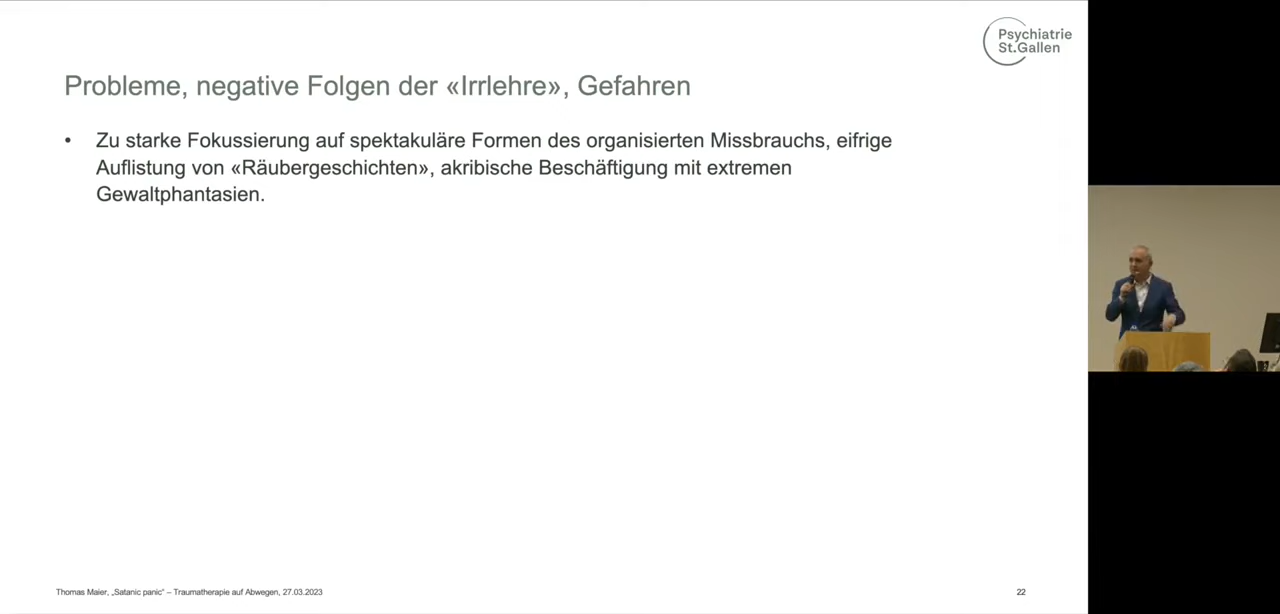 Psychiatrie
St.Gallen
Probleme, negative Folgen der «Irrlehre», Gefahren
• Zu starke Fokussierung auf spektakuläre Formen des organisierten Missbrauchs, eifrige
Auflistung von «Räubergeschichten», akribische Beschäftigung mit extremen
Gewaltphantasien.
Thomas Maier, „Satanic panic“ – Traumatherapie auf Abwegen, 27.03.2023
22